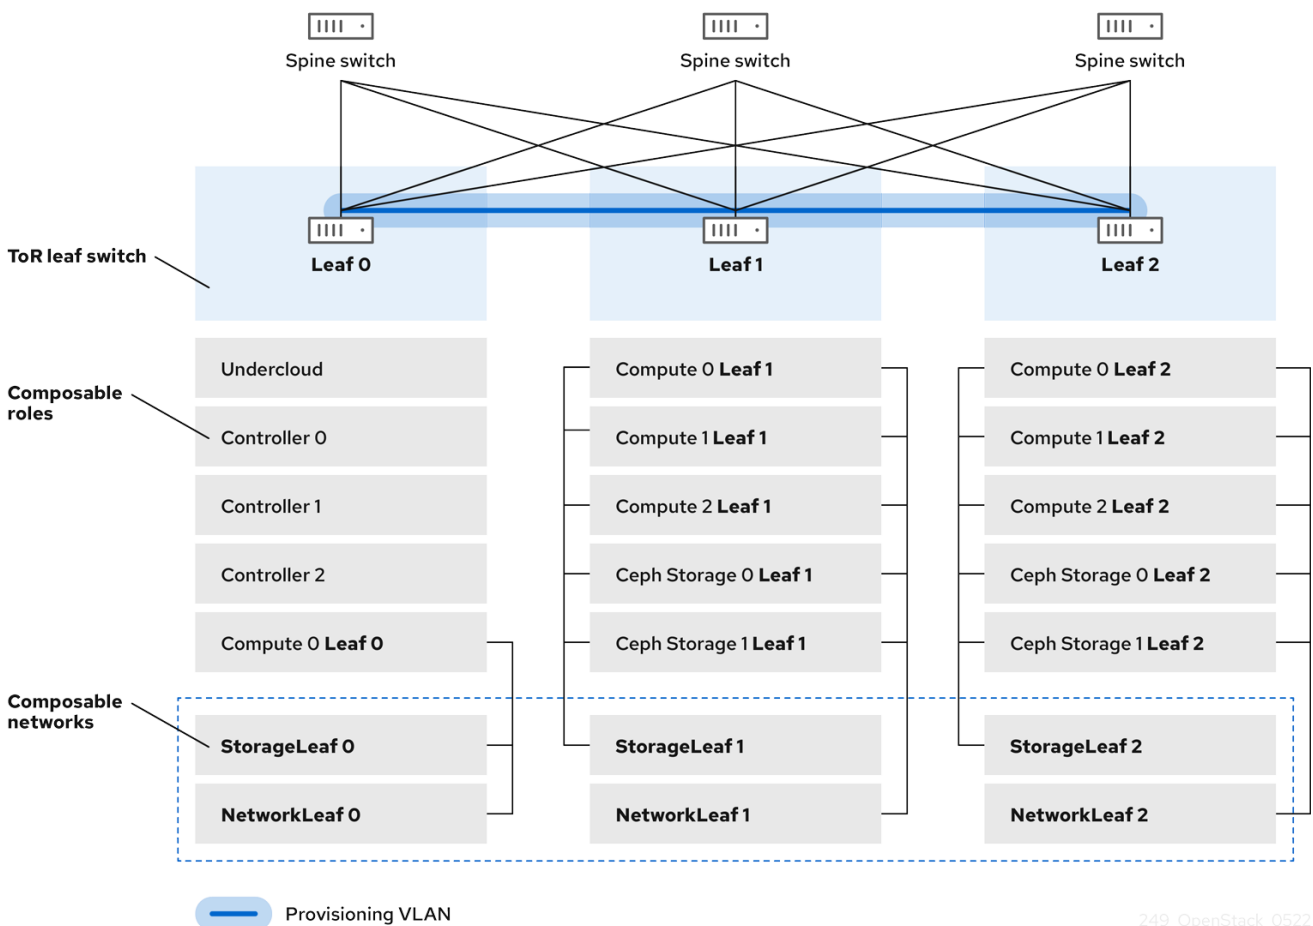 Spine switch
Spine switch
Spine switch
ToR leaf switch
Leaf 0
Leaf 1
Leaf 2
Composable
roles
Undercloud
Controller 0
Controller 1
Controller 2
Compute 0 Leaf 0
Compute 0 Leaf 1
Compute 1 Leaf 1
Compute 2 Leaf 1
Ceph Storage 0 Leaf 1
Ceph Storage 1 Leaf 1
Compute 0 Leaf 2
Compute 1 Leaf 2
Compute 2 Leaf 2
Ceph Storage 0 Leaf 2
Ceph Storage 1 Leaf 2
Composable
networks
StorageLeaf 0
NetworkLeaf 0
StorageLeaf 1
NetworkLeaf 1
StorageLeaf 2
NetworkLeaf 2
Provisioning VLAN
249_OpenStack_0522